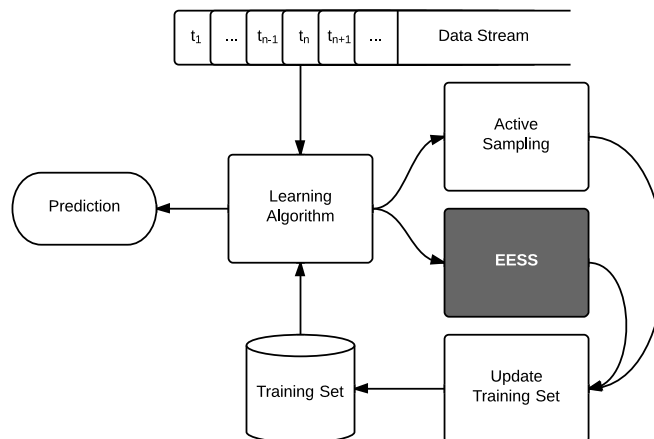 t1 ... tn-1 tn tn+1 ... Data Stream
Active
Sampling
Prediction
Learning
Algorithm
EESS
Training Set
Update
Training Set